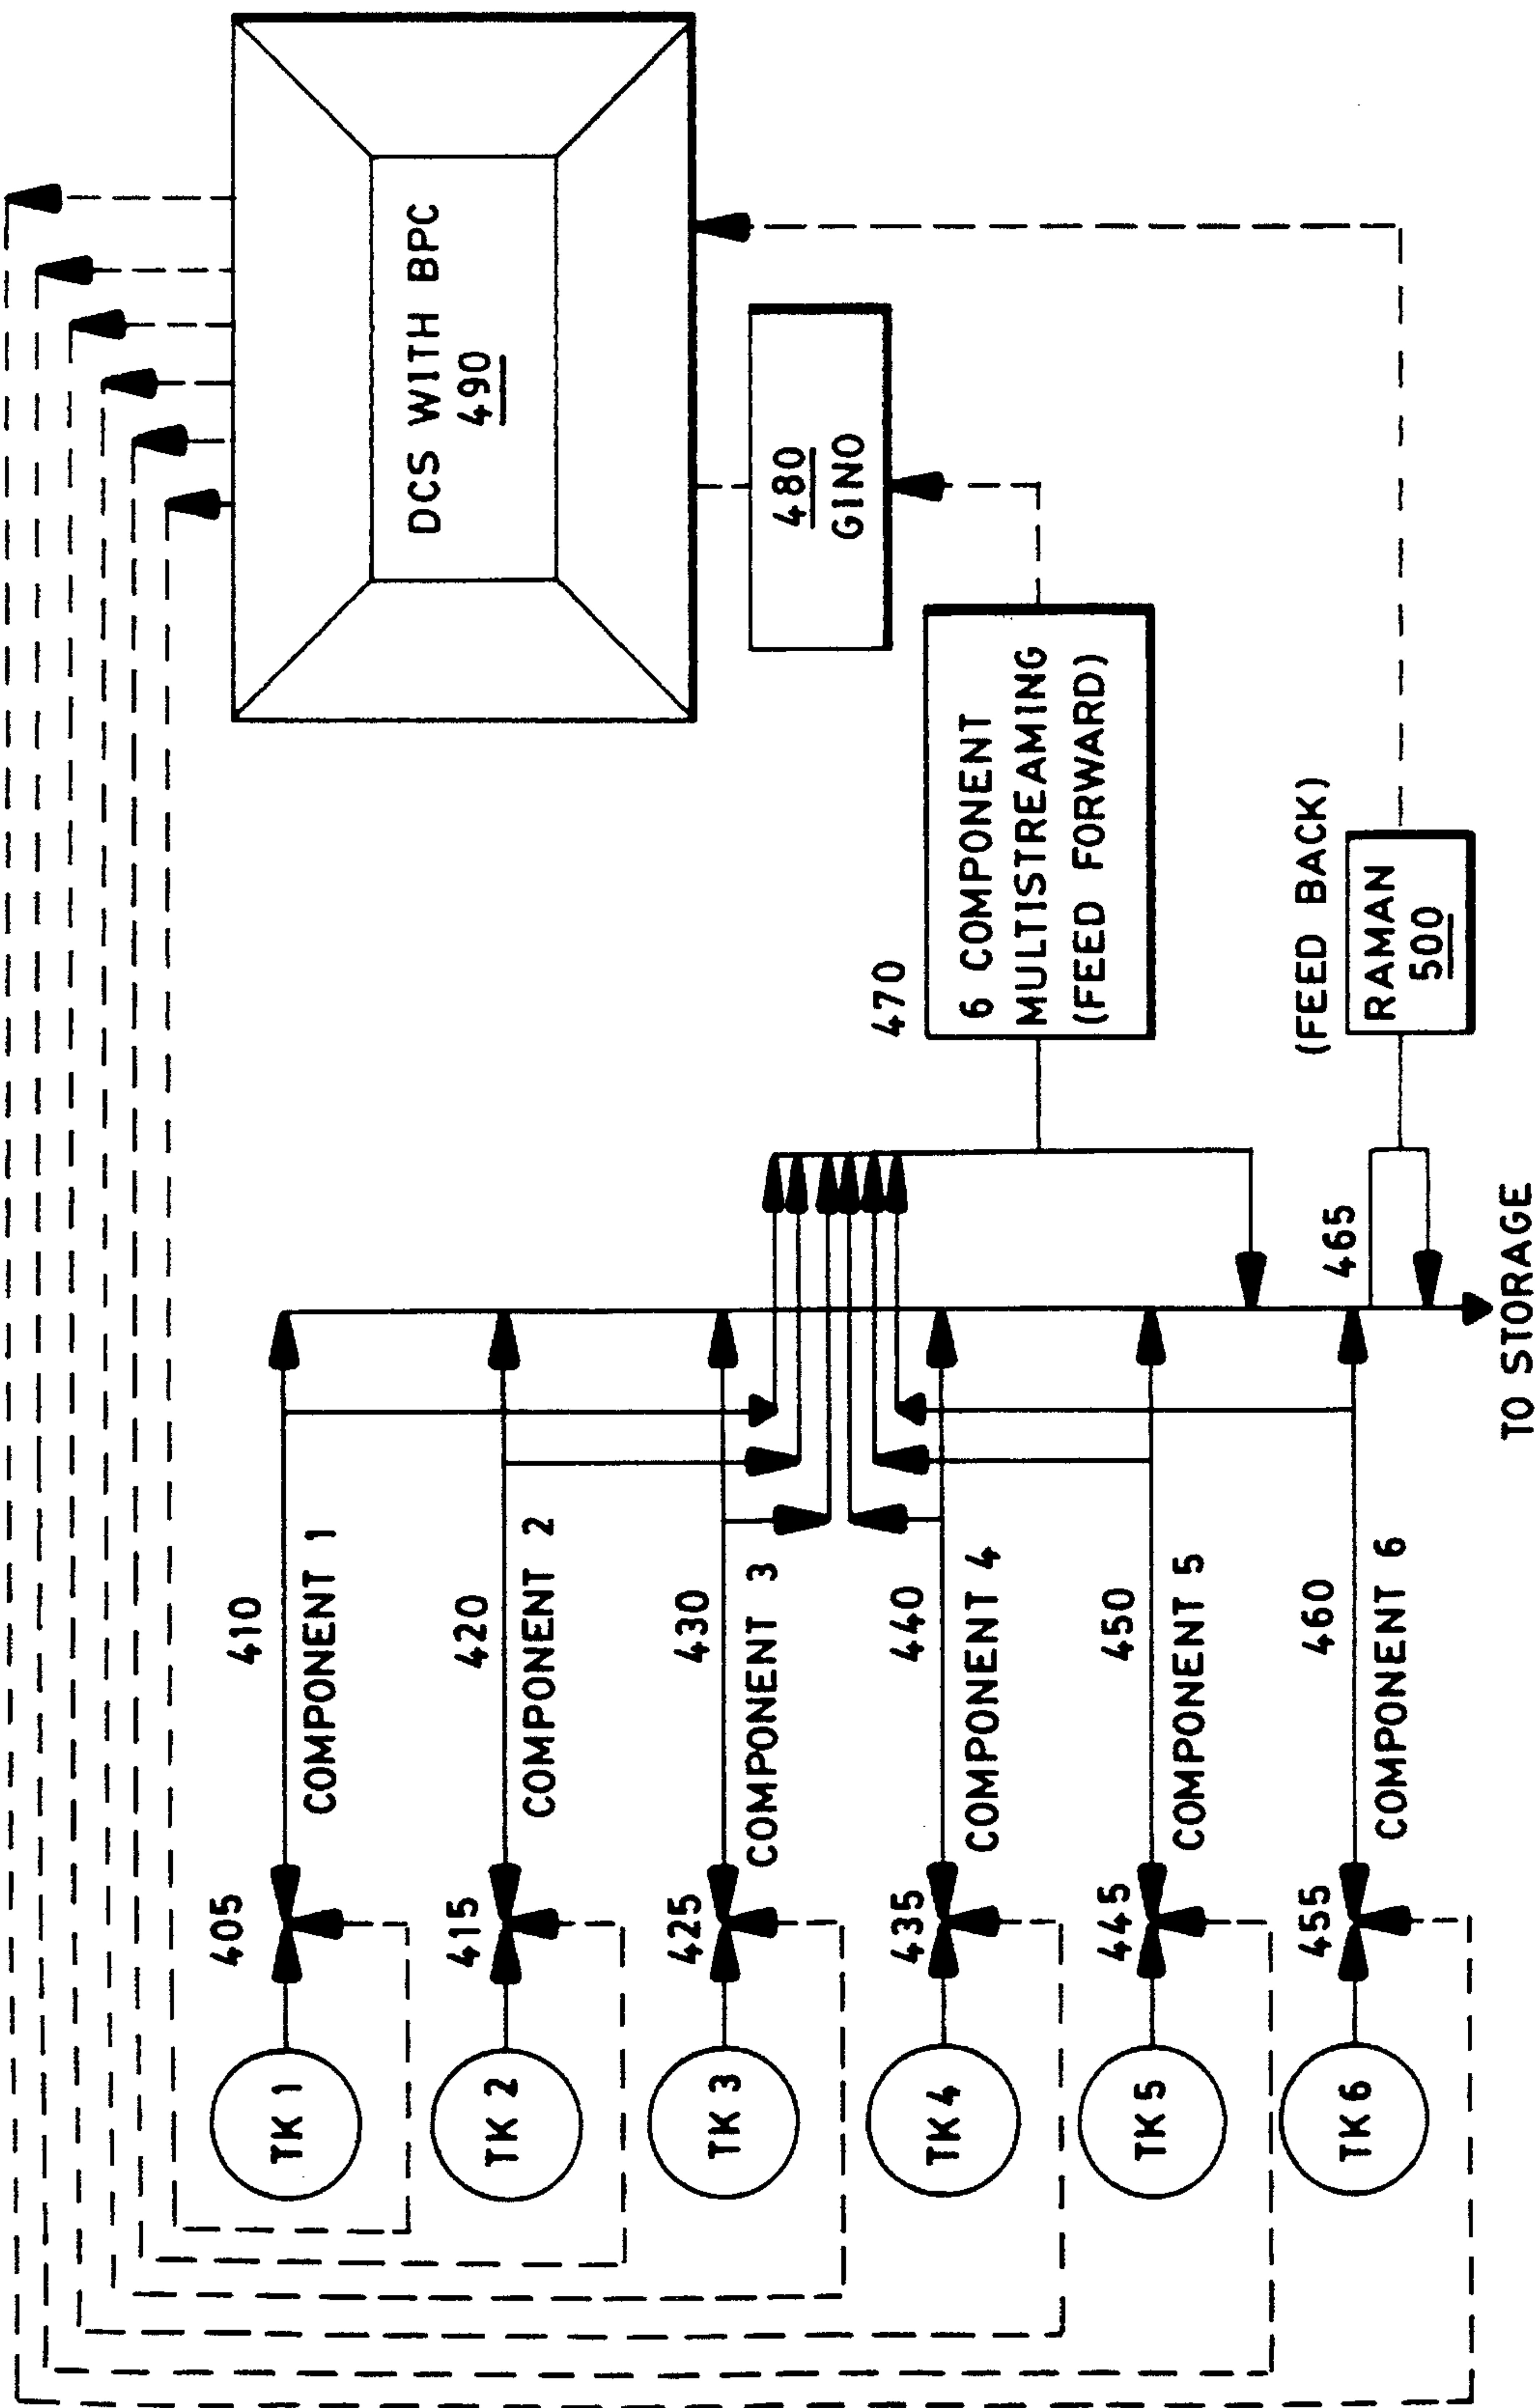 DCS WITH BPC
490
480
GINO
470
6 COMPONENT
MULTISTREAMING
(FEED FORWARD)
(FEED BACK)
RAMAN
500
TK 1
405
410
COMPONENT 1
TK 2
415
420
COMPONENT 2
TK 3
425
430
COMPONENT 3
TK 4
435
440
COMPONENT 4
TK 5
445
450
COMPONENT 5
TK 6
455
460
COMPONENT 6
465
TO STORAGE